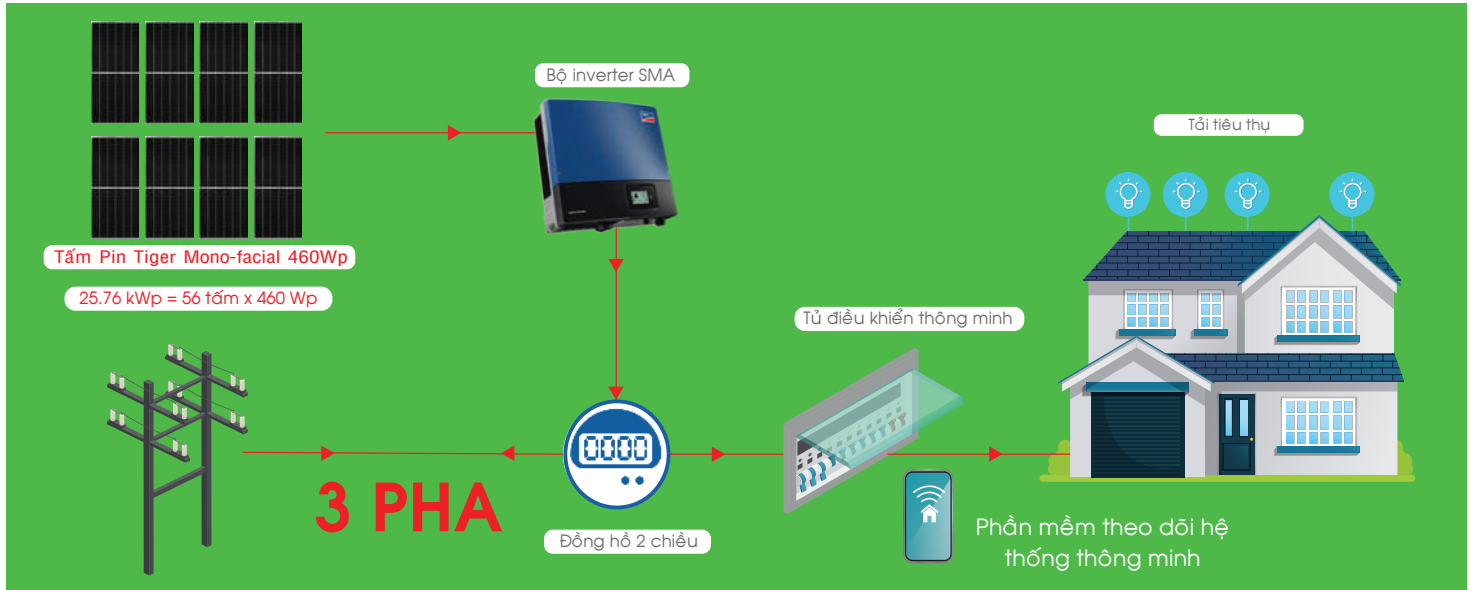 Bộ inverter SMA
Tải tiêu thụ
Tấm Pin Tiger Mono-facial 460Wp
25.76 kWp = 56 tấm x 460 Wp
Tủ điều khiển thông minh
0000
3 PHA
Đồng hồ 2 chiều
Phần mềm theo dõi hệ
thống thông minh